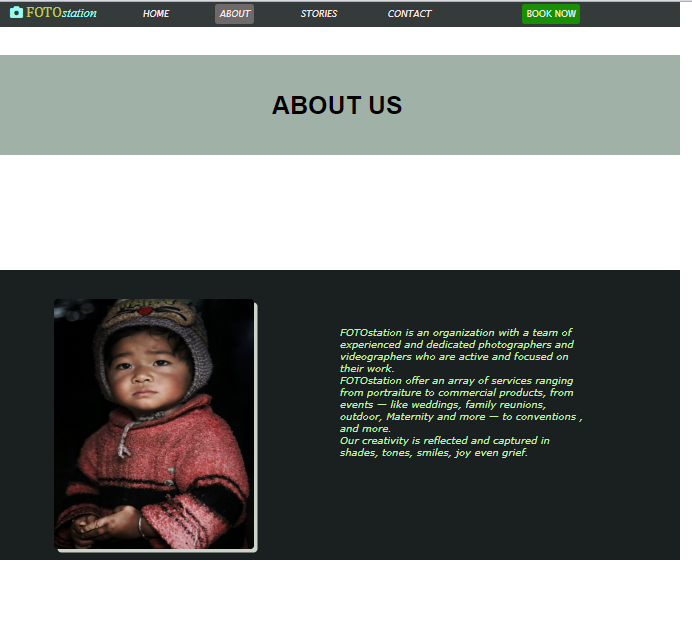 FOTOstation HOME ABOUT STORIES CONTACT BOOK NOW
ABOUT US
FOTOstation is an organization with a team of
experienced and dedicated photographers and
videographers who are active and focused on
their work.
FOTOstation offer an array of services ranging
from portraiture to commercial products, from
events — like weddings, family reunions,
outdoor, Maternity and more — to conventions ,
and more.
Our creativity is reflected and captured in
shades, tones, smiles, joy even grief.